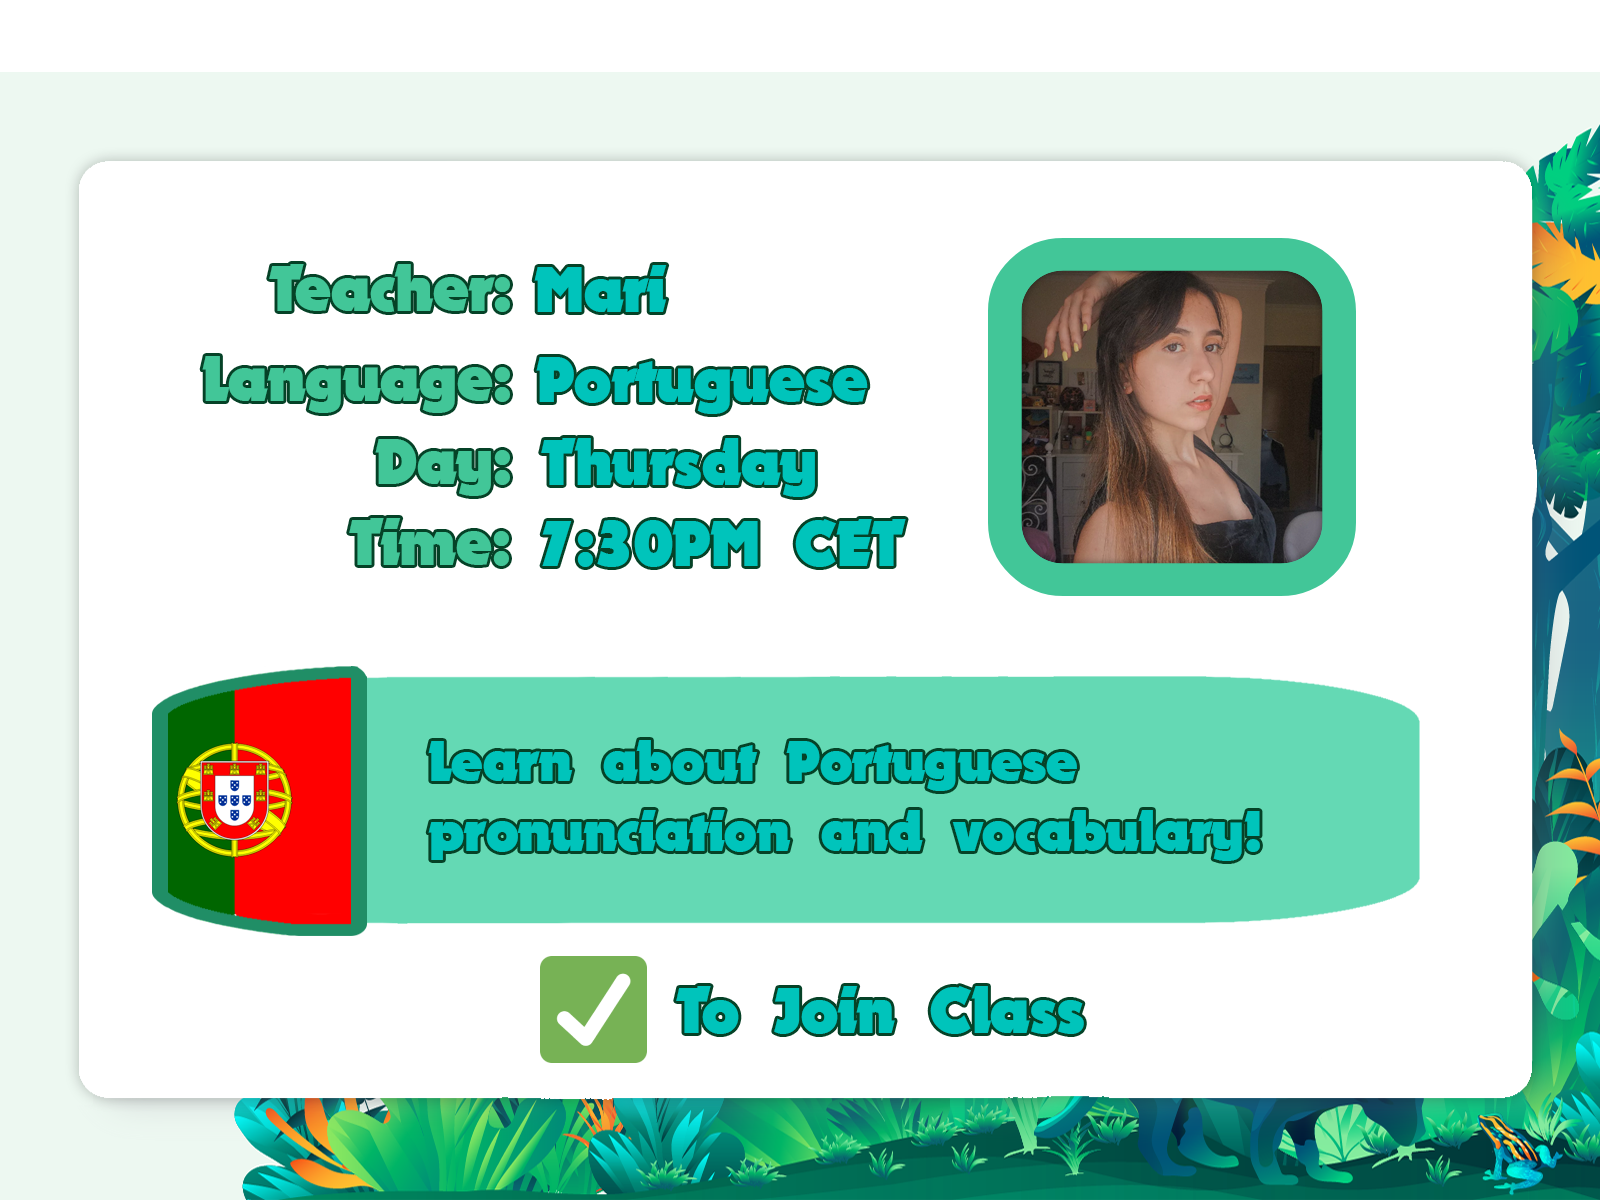 Teacher: Mari
Language: Portuguese
Day: Thursday
Time: 7:30PM CET
Learn about Portuguese
pronunciation and vocabulary!
To Join Class